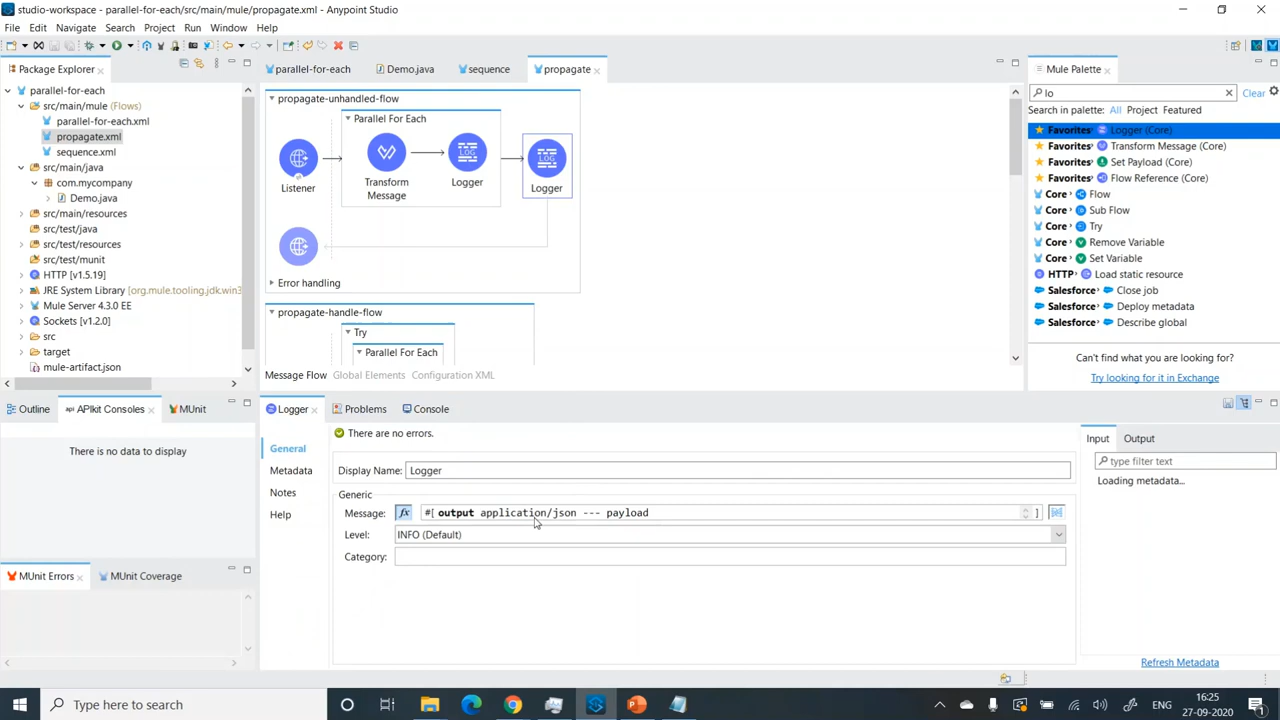 studio-workspace - parallel-for-each/src/main/mule/propagate.xml - Anypoint Studio
File Edit Navigate Search Project Run Window Help
Package Explorer
parallel-for-each
src/main/mule (Flows)
parallel-for-each.xml
propagate.xml
sequence.xml
src/main/java
com.mycompany
Demo.java
src/main/resources
src/test/java
src/test/resources
src/test/munit
HTTP [v1.5.19]
JRE System Library [org.mule.tooling.jdk.win3
Mule Server 4.3.0 EE
Sockets [v1.2.0]
src
target
mule-artifact.json
parallel-for-each Demo.java sequence propagate
propagate-unhandled-flow
Parallel For Each
LOG LOG
Listener Transform Message Logger Logger
Error handling
propagate-handle-flow
Try
Parallel For Each
Message Flow Global Elements Configuration XML
Mule Palette
lo Clear
Search in palette: All Project Featured
Favorites Logger (Core)
Favorites Transform Message (Core)
Favorites Set Payload (Core)
Favorites Flow Reference (Core)
Core Flow
Core Sub Flow
Core Try
Core Remove Variable
Core Set Variable
HTTP Load static resource
Salesforce Close job
Salesforce Deploy metadata
Salesforce Describe global
Can't find what you are looking for?
Try looking for it in Exchange
Outline API APIkit Consoles MUnit
There is no data to display
MUnit Errors MUnit Coverage
Logger Problems Console
There are no errors.
General
Metadata
Notes
Help
Display Name: Logger
Generic
Message: fx #[ output application/json --- payload ]
Level: INFO (Default)
Category:
Input Output
type filter text
Loading metadata...
Refresh Metadata
Type here to search
ENG
16:25
27-09-2020
1